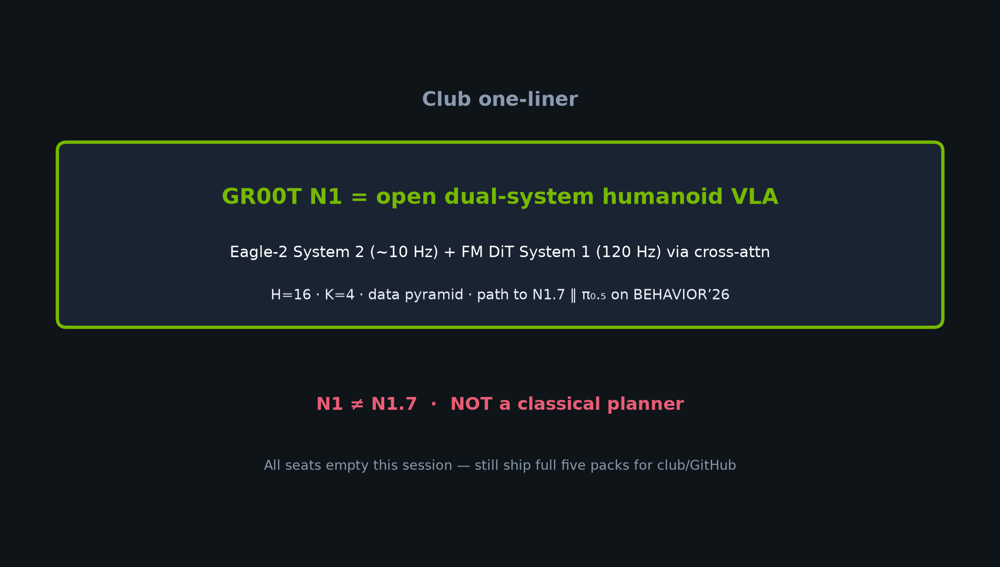 Club one-liner
GR00T N1 = open dual-system humanoid VLA
Eagle-2 System 2 (~10 Hz) + FM DiT System 1 (120 Hz) via cross-attn
H=16 · K=4 · data pyramid · path to N1.7 ∥ π₀.₅ on BEHAVIOR’26
N1 ≠ N1.7 · NOT a classical planner
All seats empty this session — still ship full five packs for club/GitHub